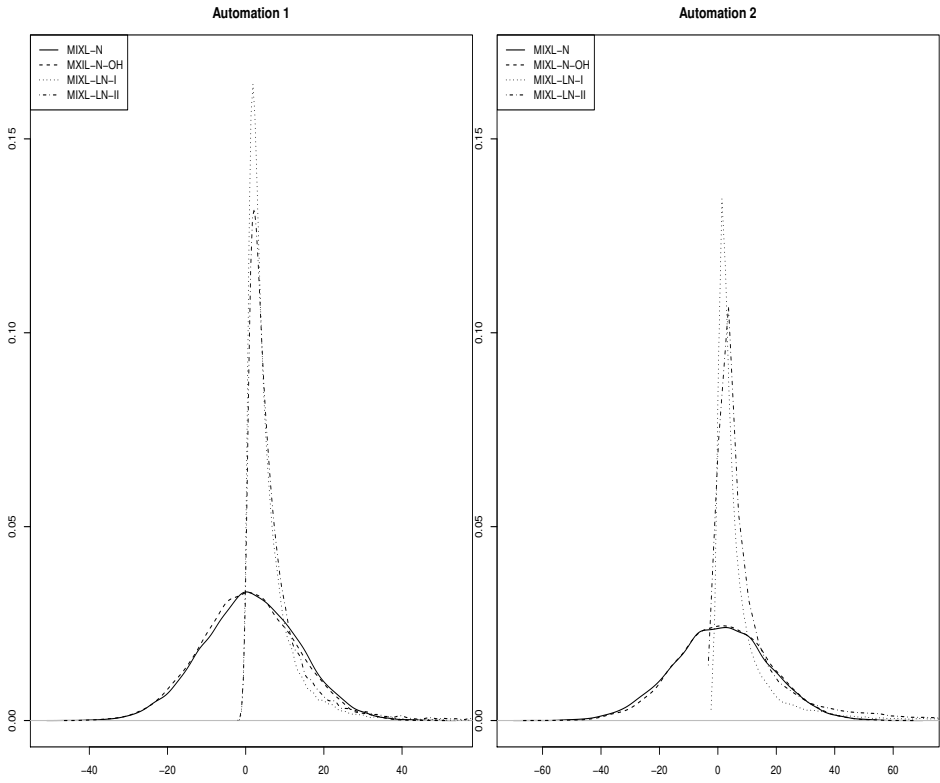 Automation 1
MIXL-N
MXIL-N-OH
MIXL-LN-I
MIXL-LN-II
0.15
0.10
0.05
0.00
-40
-20
0
20
40
Automation 2
MIXL-N
MIXL-N-OH
MIXL-LN-I
MIXL-LN-II
0.15
0.10
0.05
0.00
-60
-40
-20
0
20
40
60